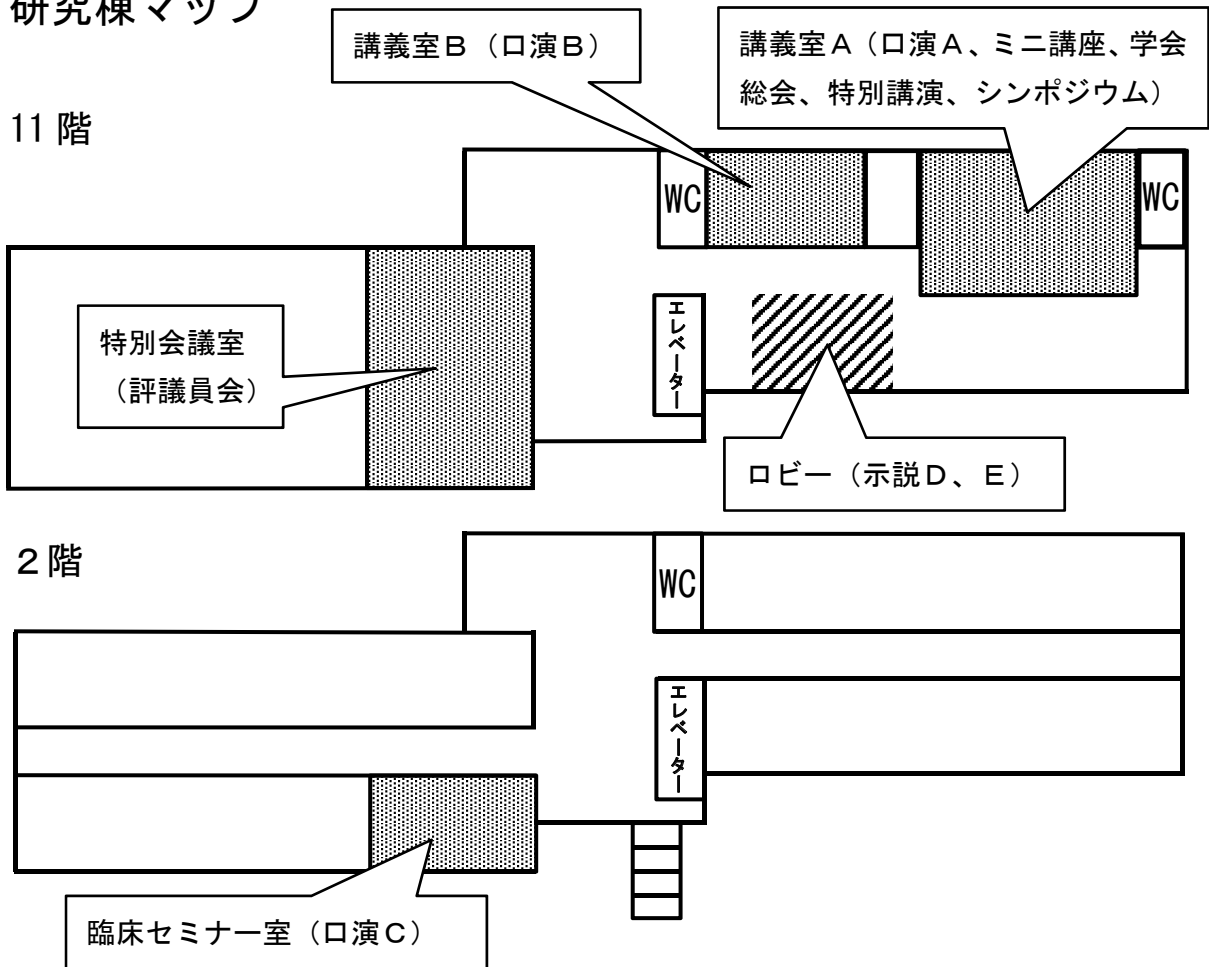 研究棟マップ
講義室B（口演B）
講義室A（口演A、ミニ講座、学会
総会、特別講演、シンポジウム）
11階
WC
WC
特別会議室
（評議員会）
エレベーター
ロビー（示説D、E）
2階
WC
エレベーター
臨床セミナー室（口演C）